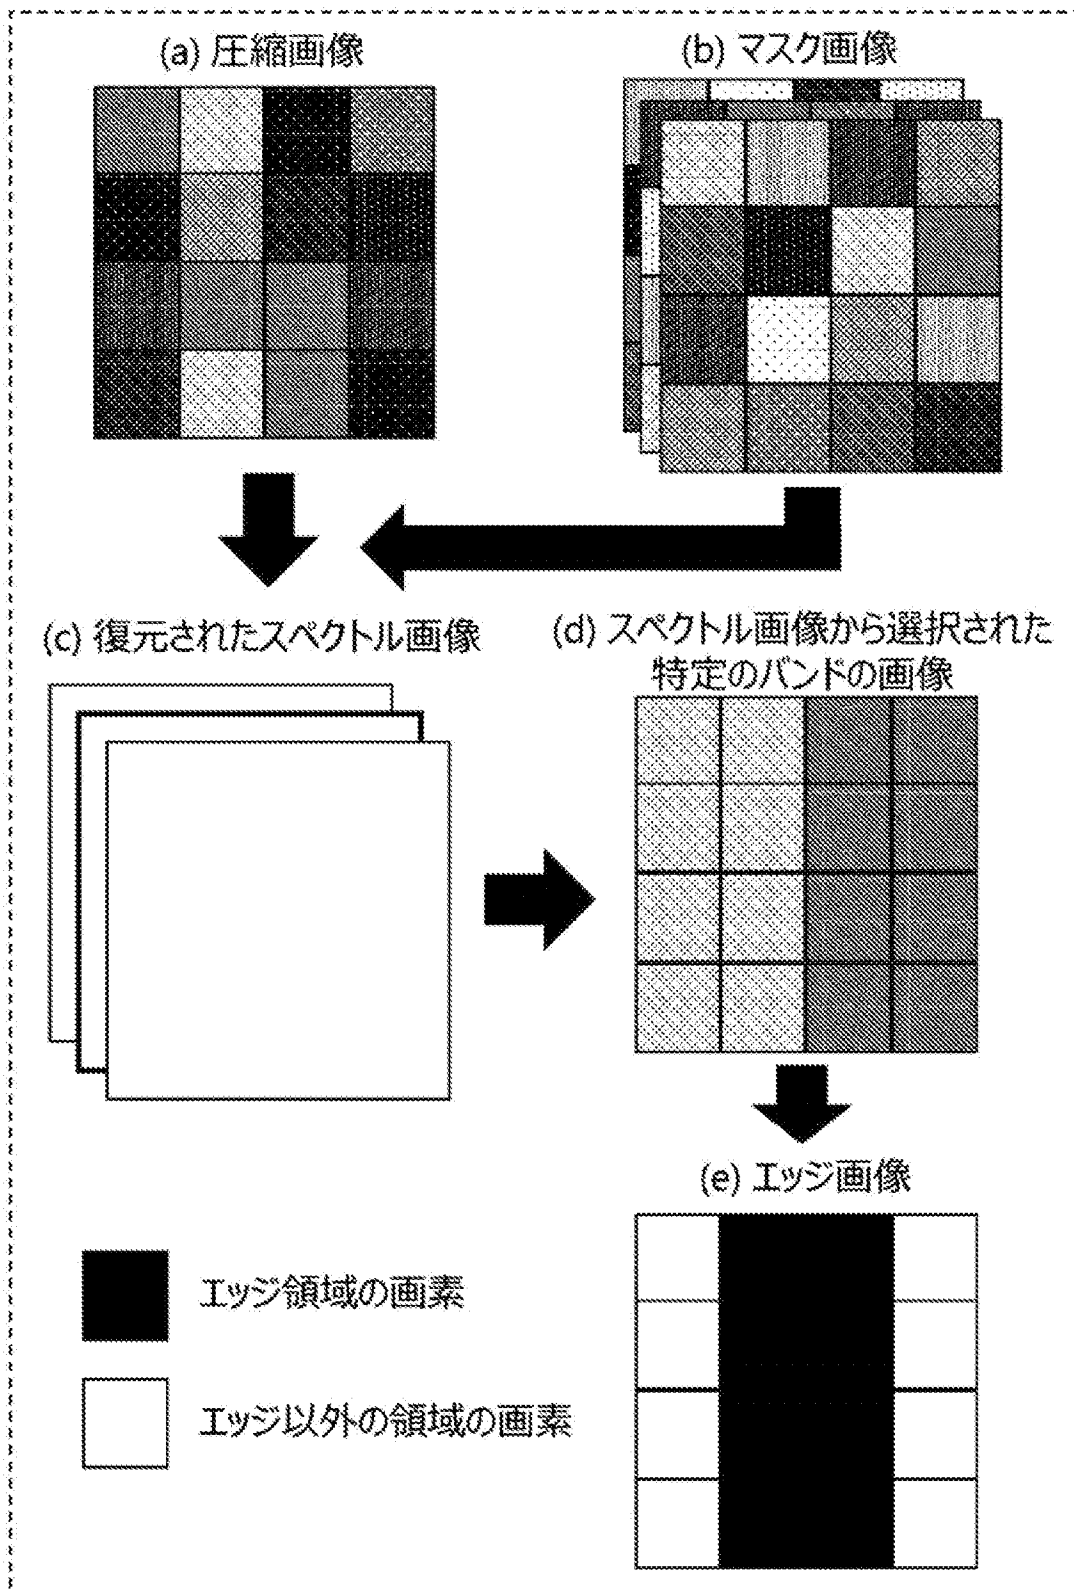 (a) 圧縮画像
(b) マスク画像
(c) 復元されたスペクトル画像
(d) スペクトル画像から選択された
特定のバンドの画像
(e) エッジ画像
エッジ領域の画素
エッジ以外の領域の画素